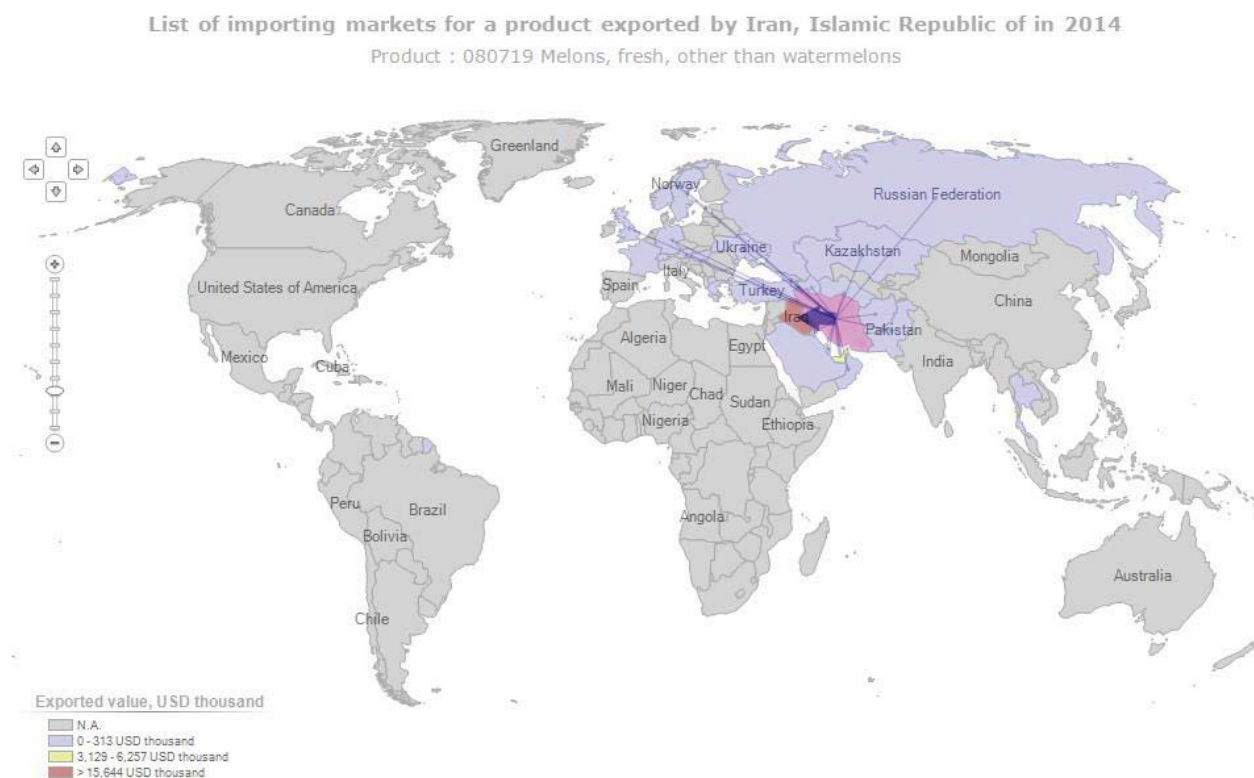 List of importing markets for a product exported by Iran, Islamic Republic of in 2014
Product : 080719 Melons, fresh, other than watermelons
Greenland
Norway
Russian Federation
Canada
Ukraine
Kazakhstan
Mongolia
Italy
United States of America
Spain
Turkey
China
Iran
Pakistan
Algeria
Egypt
Mexico
India
Cuba
Mali
Niger
Chad
Sudan
Nigeria
Ethiopia
Peru
Brazil
Angola
Bolivia
Australia
Chile
Exported value, USD thousand
N.A.
0 - 313 USD thousand
3,129 - 6,257 USD thousand
> 15,644 USD thousand